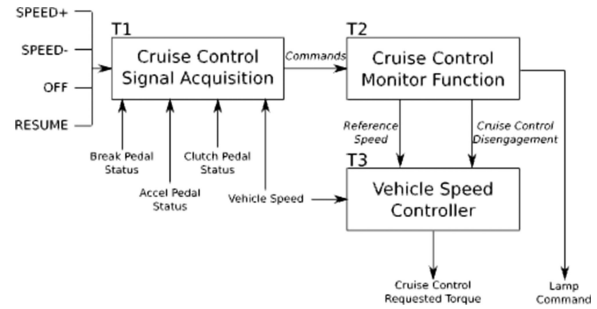 SPEED+
SPEED-
OFF
RESUME
T1
Cruise Control
Signal Acquisition
Commands
T2
Cruise Control
Monitor Function
Break Pedal
Status
Accel Pedal
Status
Clutch Pedal
Status
Vehicle Speed
Reference
Speed
Cruise Control
Disengagement
T3
Vehicle Speed
Controller
Cruise Control
Requested Torque
Lamp
Command